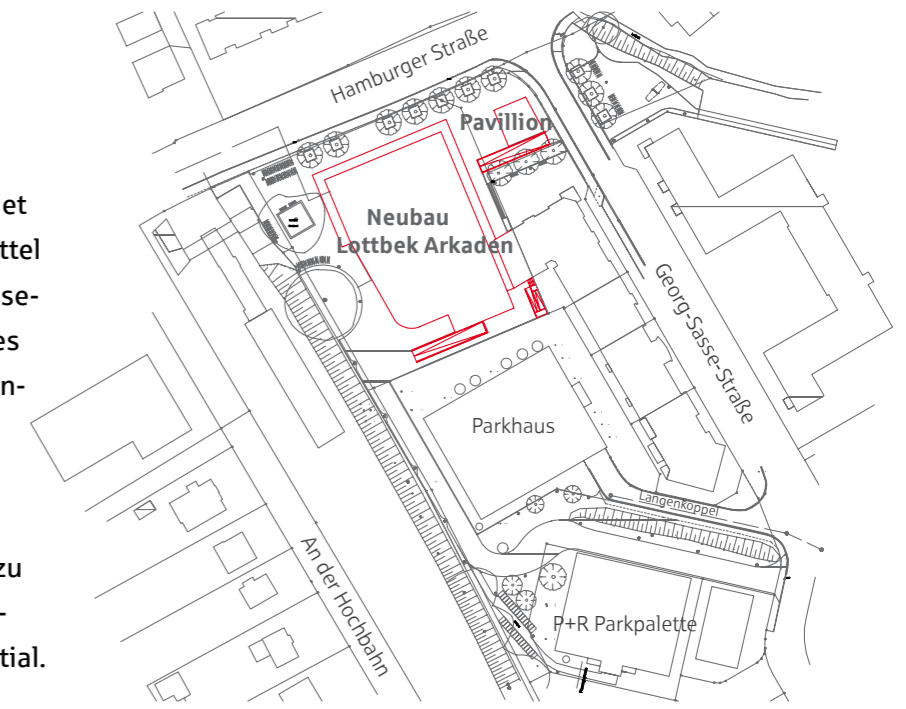 et
ttel
se-
es
n-
zu
-
tial.
Hamburger Straße
Pavillion
Neubau
Lottbek Arkaden
Georg-Sasse-Straße
Parkhaus
Langenkoppel
An der Hochbahn
P+R Parkpalette